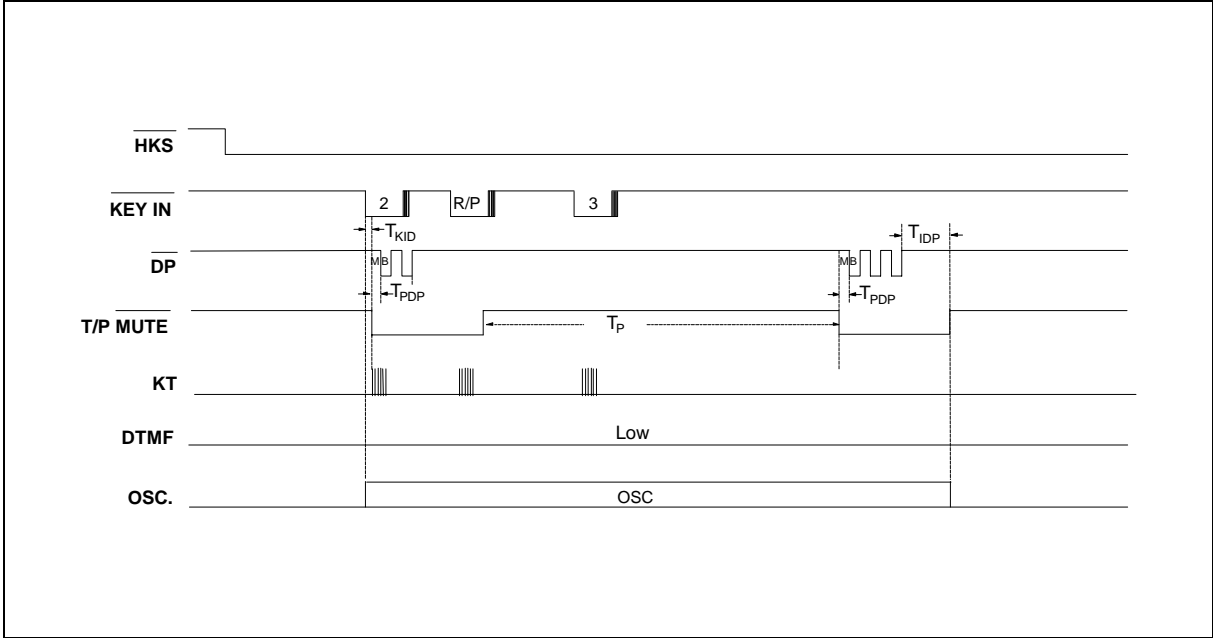 HKS
KEY IN 2 R/P 3
TKID TIDP
DP MB MB
TPDP TPDP
T/P MUTE TP
KT
DTMF Low
OSC. OSC